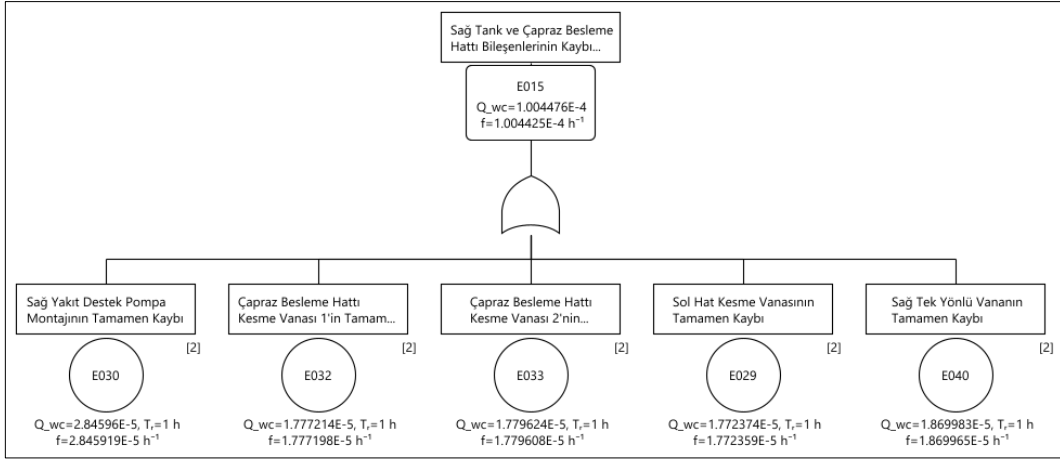 Sağ Tank ve Çapraz Besleme
Hattı Bileşenlerinin Kaybı...
E015
Q_wc=1.004476E-4
f=1.004425E-4 h⁻¹
Sağ Yakıt Destek Pompa
Montajının Tamamen Kaybı
[2]
E030
Q_wc=2.84596E-5, Tᵣ=1 h
f=2.845919E-5 h⁻¹
Çapraz Besleme Hattı
Kesme Vanası 1'in Tamam...
[2]
E032
Q_wc=1.777214E-5, Tᵣ=1 h
f=1.777198E-5 h⁻¹
Çapraz Besleme Hattı
Kesme Vanası 2'nin...
[2]
E033
Q_wc=1.779624E-5, Tᵣ=1 h
f=1.779608E-5 h⁻¹
Sol Hat Kesme Vanasının
Tamamen Kaybı
[2]
E029
Q_wc=1.772374E-5, Tᵣ=1 h
f=1.772359E-5 h⁻¹
Sağ Tek Yönlü Vananın
Tamamen Kaybı
[2]
E040
Q_wc=1.869983E-5, Tᵣ=1 h
f=1.869965E-5 h⁻¹